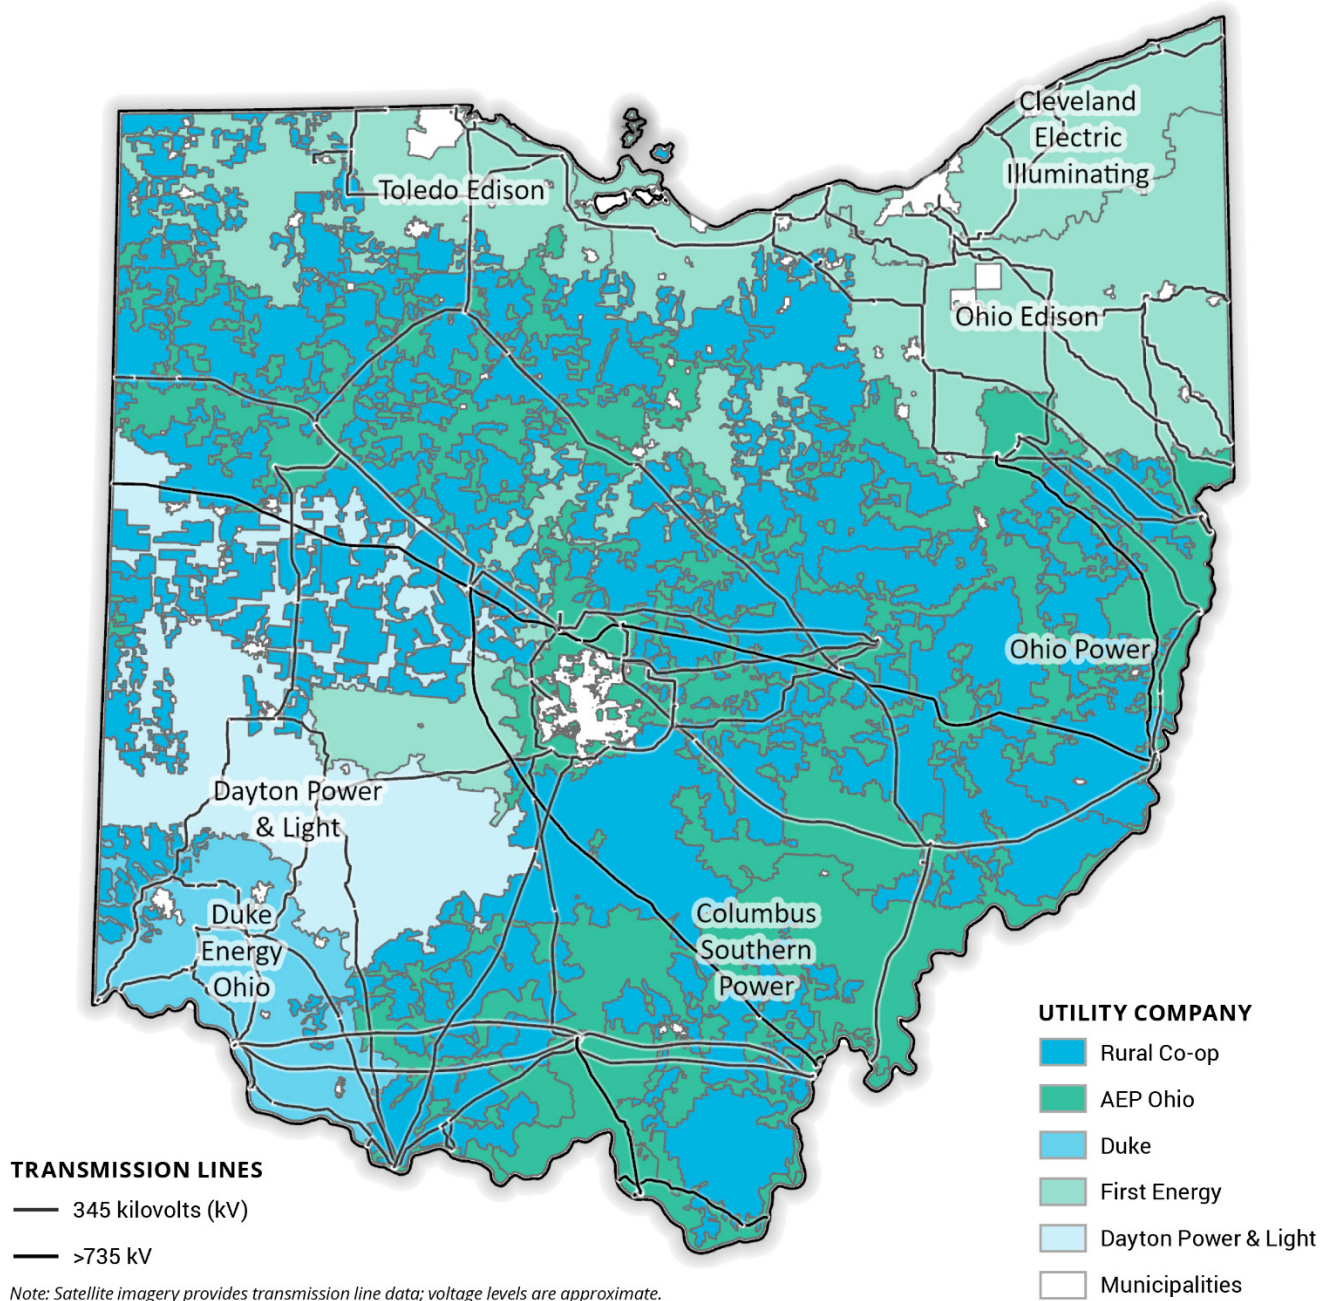 Cleveland
Electric
Illuminating
Toledo Edison
Ohio Edison
Ohio Power
Dayton Power
& Light
Duke
Energy
Ohio
Columbus
Southern
Power
UTILITY COMPANY
Rural Co-op
AEP Ohio
Duke
First Energy
Dayton Power & Light
Municipalities
TRANSMISSION LINES
345 kilovolts (kV)
>735 kV
Note: Satellite imagery provides transmission line data; voltage levels are approximate.